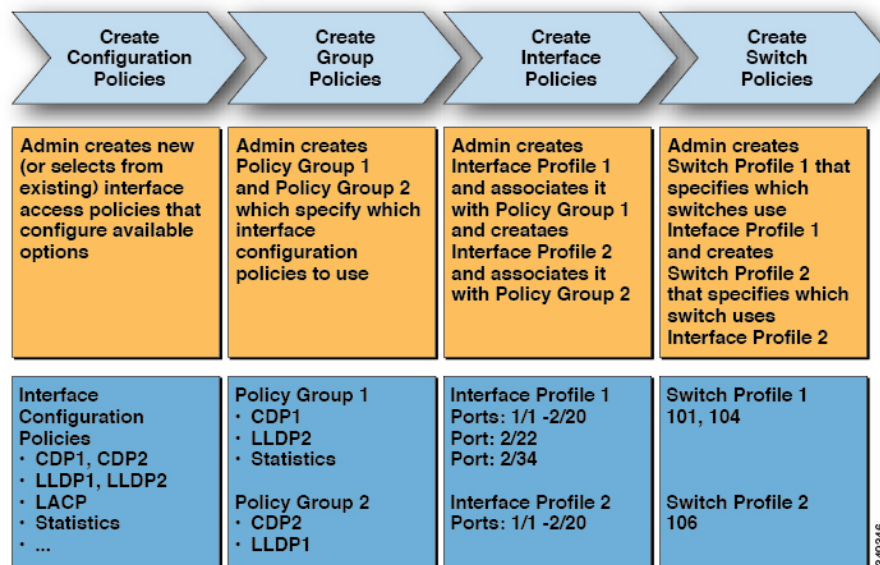 Create
Configuration
Policies
Create
Group
Policies
Create
Interface
Policies
Create
Switch
Policies
Admin creates new
(or selects from
existing) interface
access policies that
configure available
options
Admin creates
Policy Group 1
and Policy Group 2
which specify which
interface
configuration
policies to use
Admin creates
Interface Profile 1
and associates it
with Policy Group 1
and creataes
Interface Profile 2
and associates it
with Policy Group 2
Admin creates
Switch Profile 1 that
specifies which
switches use
Inteface Profile 1
and creates
Switch Profile 2
that specifies which
switch uses
Interface Profile 2
Interface
Configuration
Policies
· CDP1, CDP2
· LLDP1, LLDP2
· LACP
· Statistics
· ...
Policy Group 1
· CDP1
· LLDP2
· Statistics
Policy Group 2
· CDP2
· LLDP1
Interface Profile 1
Ports: 1/1 -2/20
Port: 2/22
Port: 2/34
Interface Profile 2
Ports: 1/1 -2/20
Switch Profile 1
101, 104
Switch Profile 2
106